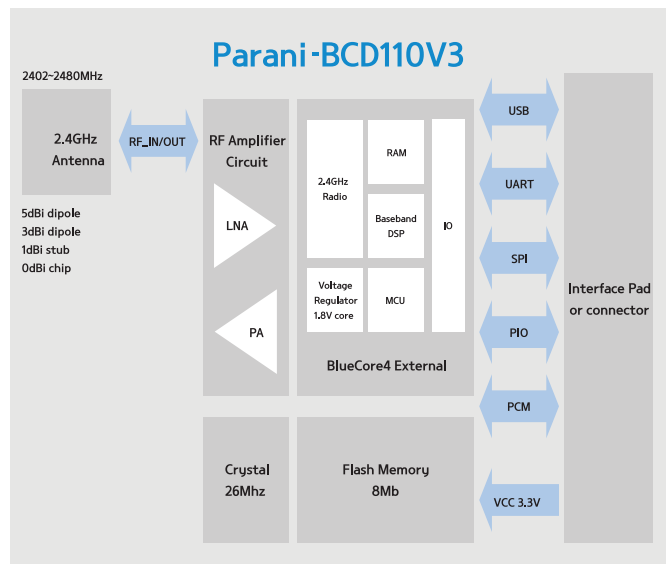 Parani-BCD110V3
2402~2480MHz
2.4GHz
Antenna
RF_IN/OUT
5dBi dipole
3dBi dipole
1dBi stub
0dBi chip
RF Amplifier
Circuit
LNA
PA
2.4GHz
Radio
RAM
Baseband
DSP
IO
Voltage
Regulator
1.8V core
MCU
BlueCore4 External
Crystal
26Mhz
Flash Memory
8Mb
USB
UART
SPI
PIO
PCM
VCC 3.3V
Interface Pad
or connector